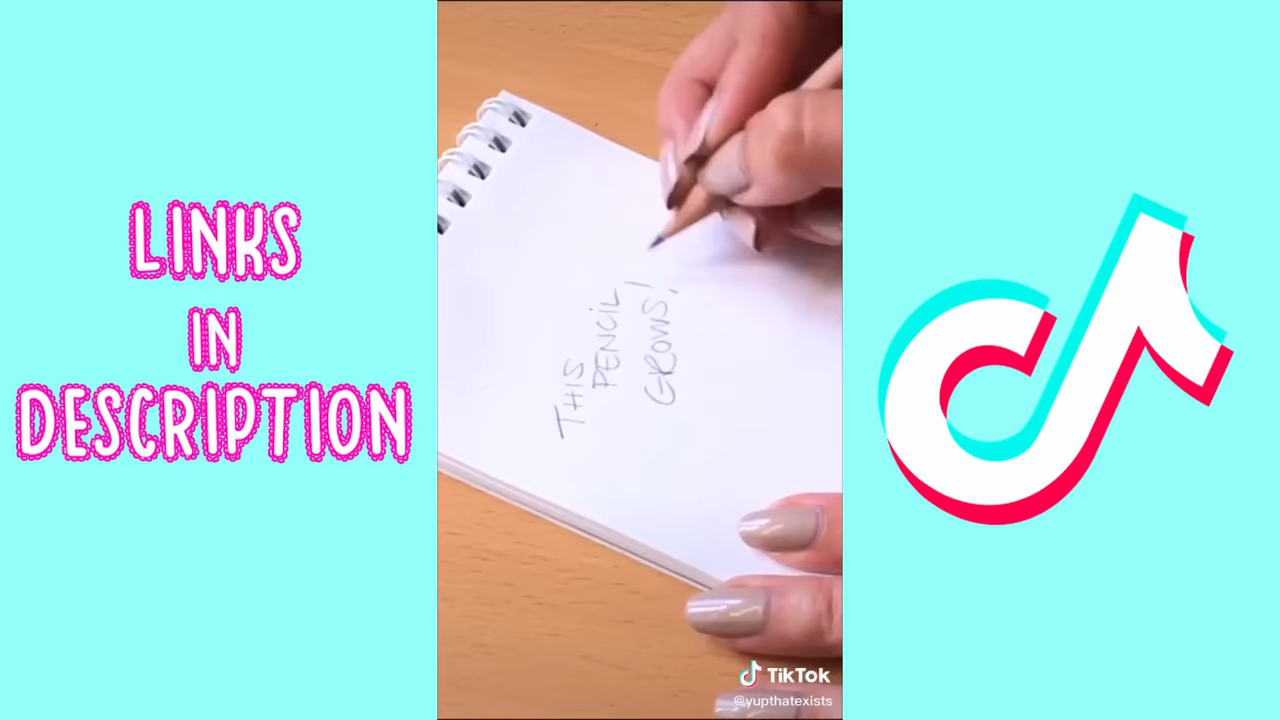 LINKS
IN
DESCRIPTION
THIS
PENCIL
GROWS!
TikTok
@yupthatexists